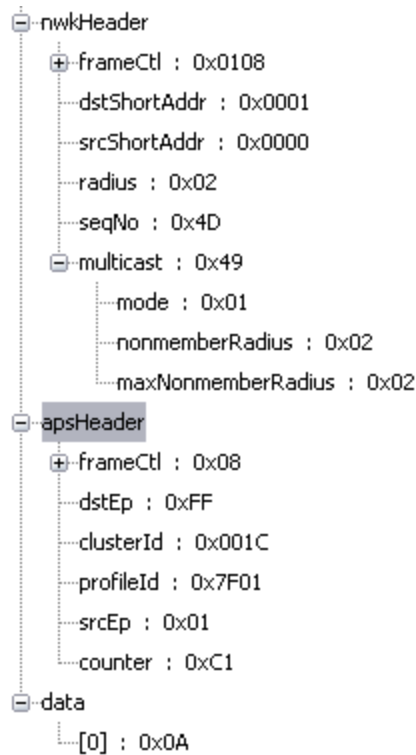 nwkHeader
frameCtl : 0x0108
dstShortAddr : 0x0001
srcShortAddr : 0x0000
radius : 0x02
seqNo : 0x4D
multicast : 0x49
mode : 0x01
nonmemberRadius : 0x02
maxNonmemberRadius : 0x02
apsHeader
frameCtl : 0x08
dstEp : 0xFF
clusterId : 0x001C
profileId : 0x7F01
srcEp : 0x01
counter : 0xC1
data
[0] : 0x0A